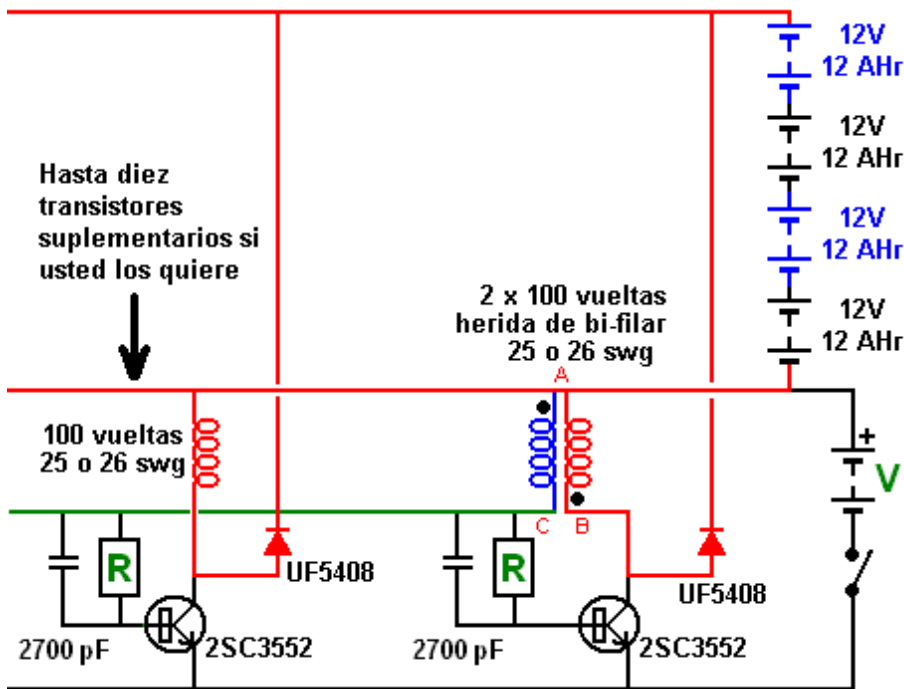 12V
12 AHr
12V
12 AHr
12V
12 AHr
12V
12 AHr
Hasta diez
transistores
suplementarios si
usted los quiere
2 x 100 vueltas
herida de bi-filar
25 o 26 swg
A
100 vueltas
25 o 26 swg
+
V
C
B
R
UF5408
R
UF5408
2700 pF
2SC3552
2700 pF
2SC3552